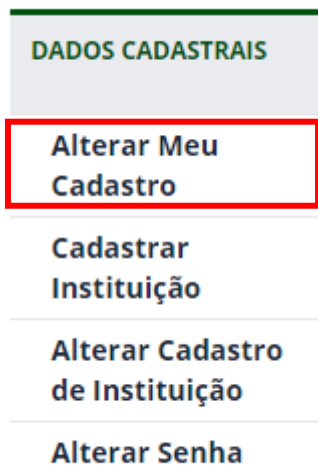 DADOS CADASTRAIS
Alterar Meu
Cadastro
Cadastrar
Instituição
Alterar Cadastro
de Instituição
Alterar Senha